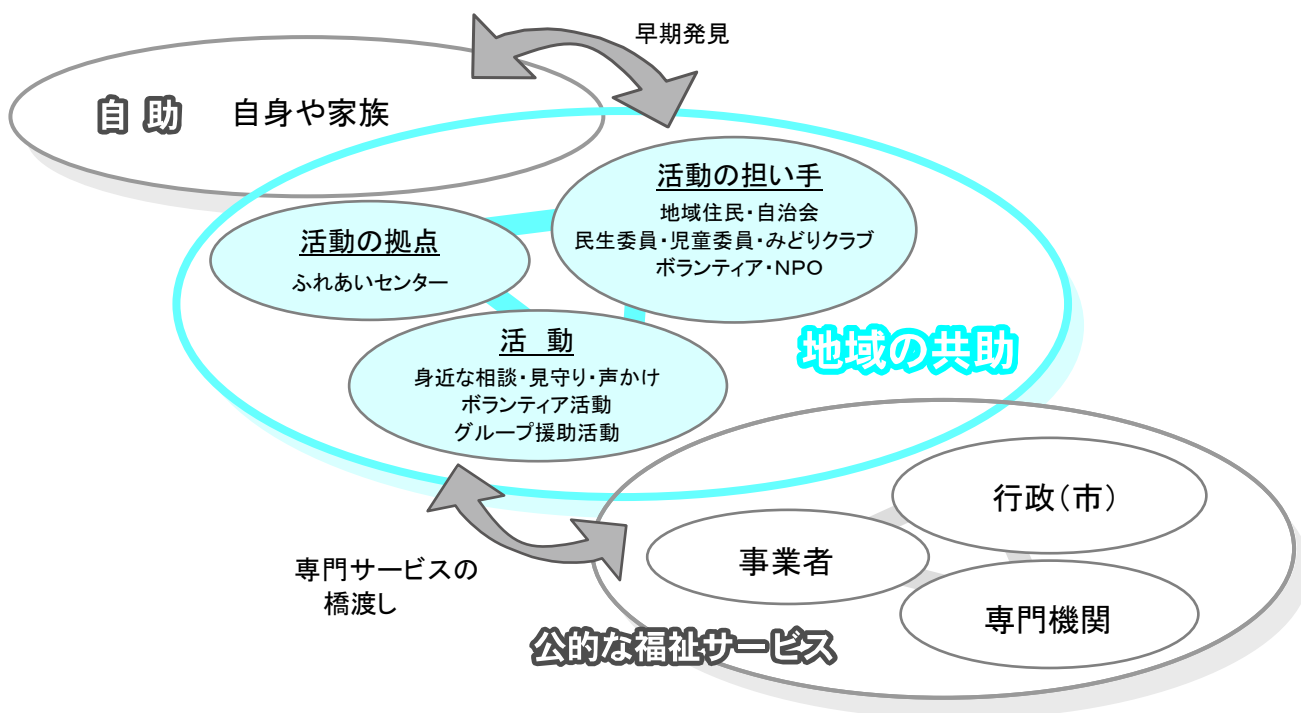 早期発見
自 助 自身や家族
活動の担い手
地域住民・自治会
民生委員・児童委員・みどりクラブ
ボランティア・NPO
活動の拠点
ふれあいセンター
活 動
身近な相談・見守り・声かけ
ボランティア活動
グループ援助活動
地域の共助
専門サービスの
橋渡し
行政(市)
事業者
専門機関
公的な福祉サービス